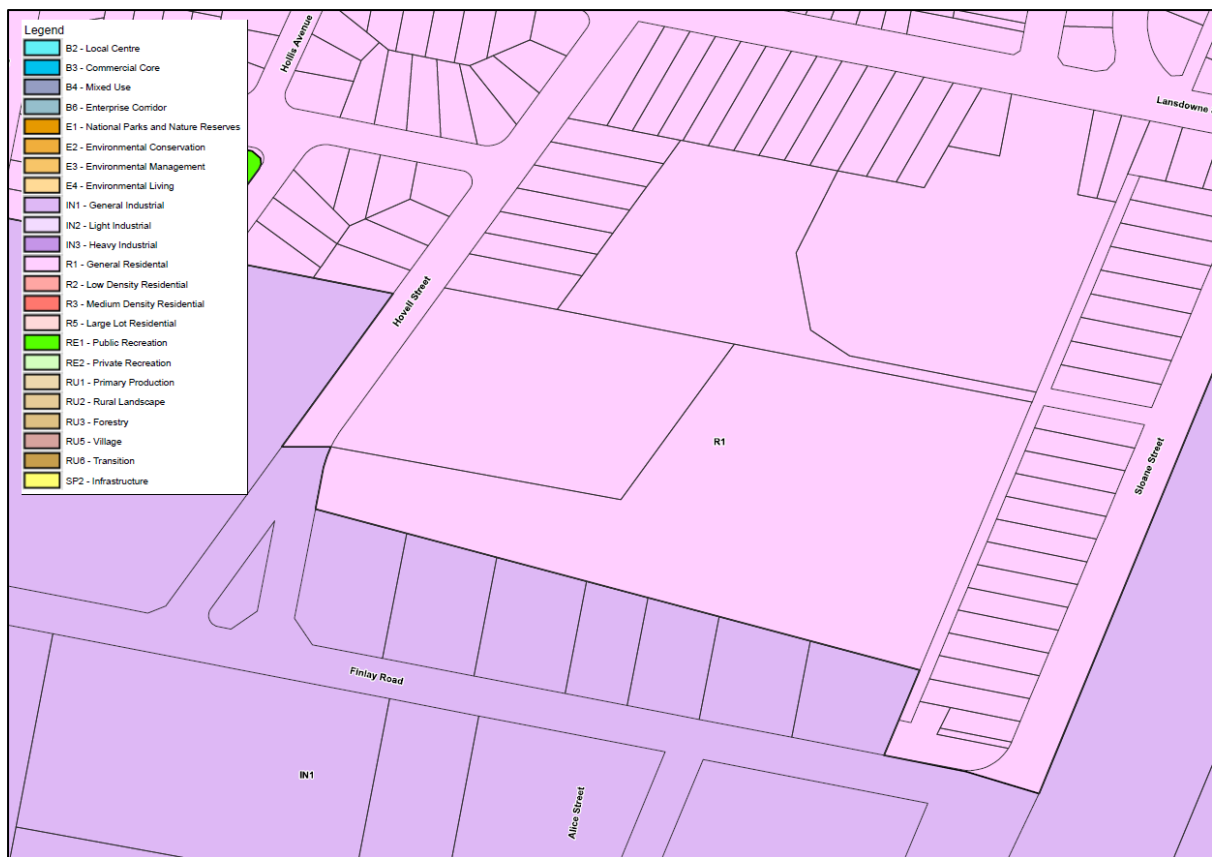 Legend
B2 - Local Centre
B3 - Commercial Core
B4 - Mixed Use
B6 - Enterprise Corridor
E1 - National Parks and Nature Reserves
E2 - Environmental Conservation
E3 - Environmental Management
E4 - Environmental Living
IN1 - General Industrial
IN2 - Light Industrial
IN3 - Heavy Industrial
R1 - General Residental
R2 - Low Density Residential
R3 - Medium Density Residential
R5 - Large Lot Residential
RE1 - Public Recreation
RE2 - Private Recreation
RU1 - Primary Production
RU2 - Rural Landscape
RU3 - Forestry
RU5 - Village
RU6 - Transition
SP2 - Infrastructure
Hollis Avenue
Lansdowne
Hovell Street
R1
Sloane Street
Finlay Road
IN1
Alice Street